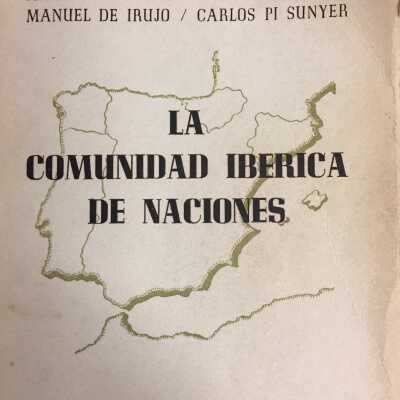 MANUEL DE IRUJO / CARLOS PI SUNYER
LA
COMUNIDAD IBERICA
DE NACIONES